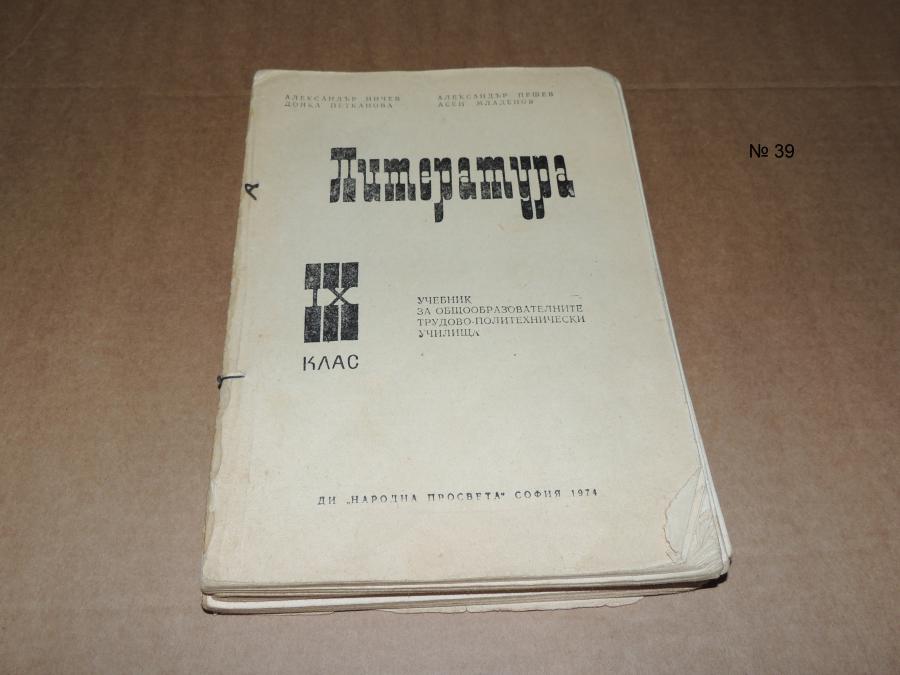 АЛЕКСАНДЪР НИЧЕВ
ДОНКА ПЕТКАНОВА
АЛЕКСАНДЪР ПЕШЕВ
АСЕН МЛАДЕНОВ
Литература
IX
КЛАС
УЧЕБНИК
ЗА ОБЩООБРАЗОВАТЕЛНИТЕ
ТРУДОВО-ПОЛИТЕХНИЧЕСКИ
УЧИЛИЩА
ДИ „НАРОДНА ПРОСВЕТА" СОФИЯ 1974
№ 39